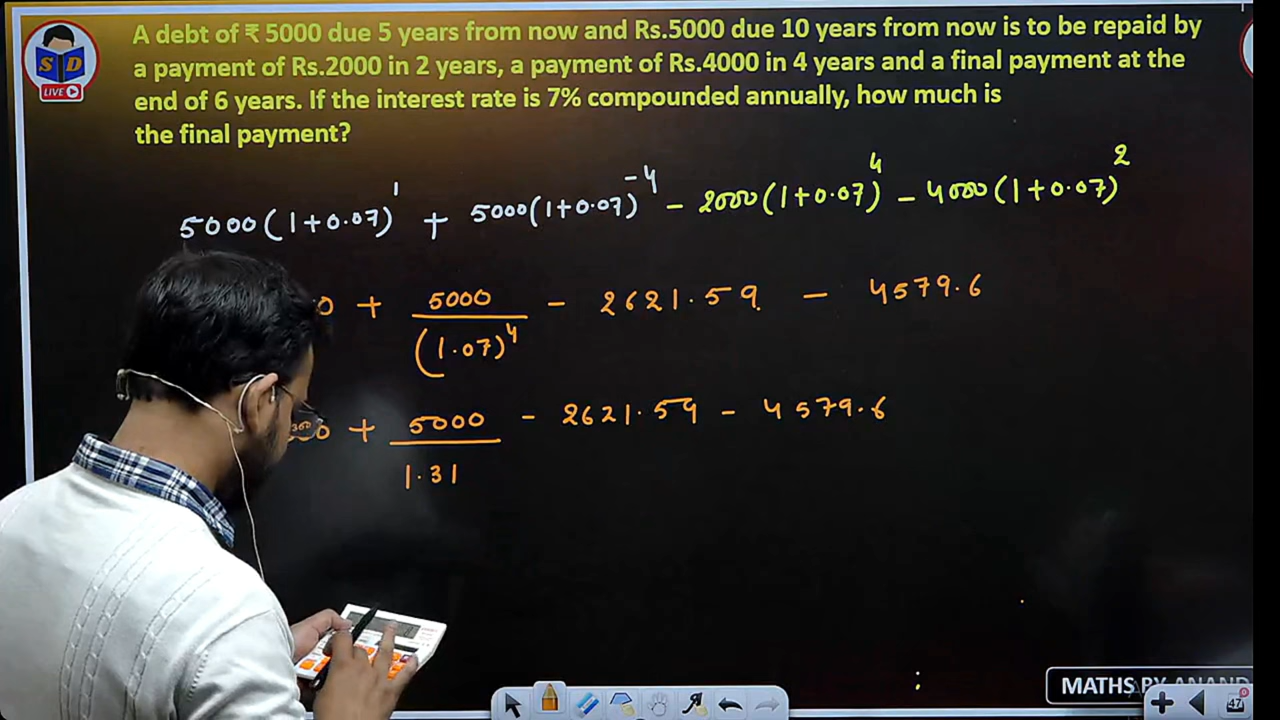 A debt of ₹ 5000 due 5 years from now and Rs.5000 due 10 years from now is to be repaid by
a payment of Rs.2000 in 2 years, a payment of Rs.4000 in 4 years and a final payment at the
end of 6 years. If the interest rate is 7% compounded annually, how much is
the final payment?
S D
LIVE
5000(1+0.07)^1 + 5000(1+0.07)^-4 - 2000(1+0.07)^4 - 4000(1+0.07)^2
0 + 5000/(1.07)^4 - 2621.59 - 4579.6
0 + 5000/1.31 - 2621.59 - 4579.6
MATHS BY ANAND
47